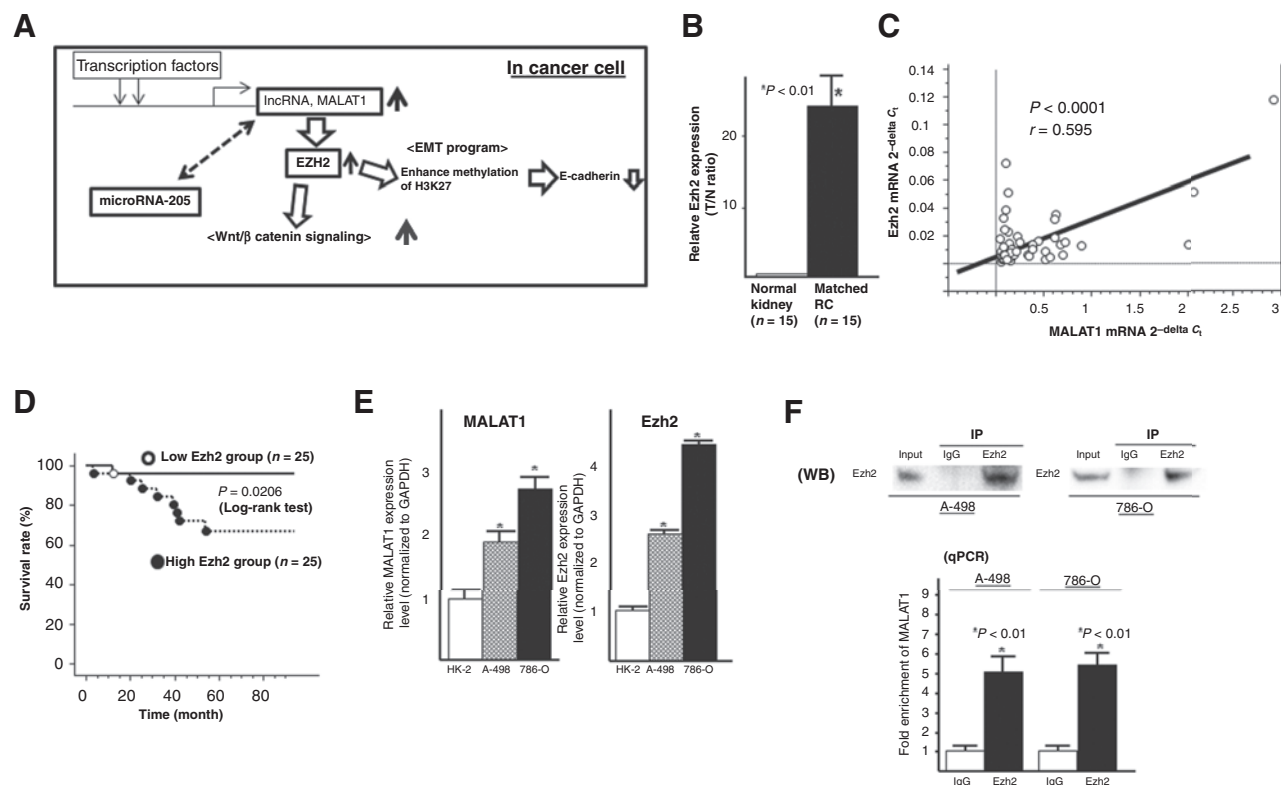 A
Transcription factors
In cancer cell
lncRNA, MALAT1
EZH2
<EMT program>
Enhance methylation
of H3K27
E-cadherin
microRNA-205
<Wnt/β catenin signaling>
B
*P < 0.01
*
20
10
Relative Ezh2 expression
(T/N ratio)
Normal
kidney
(n = 15)
Matched
RC
(n = 15)
C
P < 0.0001
r = 0.595
0.14
0.12
0.1
0.08
0.06
0.04
0.02
Ezh2 mRNA 2–delta Ct
0.5
1
1.5
2
2.5
3
MALAT1 mRNA 2–delta Ct
D
Low Ezh2 group (n = 25)
P = 0.0206
(Log-rank test)
High Ezh2 group (n = 25)
100
80
60
40
20
0
Survival rate (%)
0 20 40 60 80
Time (month)
E
MALAT1
3
2
1
*
*
Relative MALAT1 expression
level (normalized to GAPDH)
HK-2 A-498 786-O
Ezh2
4
3
2
1
*
*
Relative Ezh2 expression
level (normalized to GAPDH)
HK-2 A-498 786-O
F
(WB)
IP
Input IgG Ezh2
Ezh2
A-498
IP
Input IgG Ezh2
Ezh2
786-O
(qPCR)
A-498
786-O
9
8
7
6
5
4
3
2
1
Fold enrichment of MALAT1
*P < 0.01
*
*P < 0.01
*
IgG Ezh2 IgG Ezh2